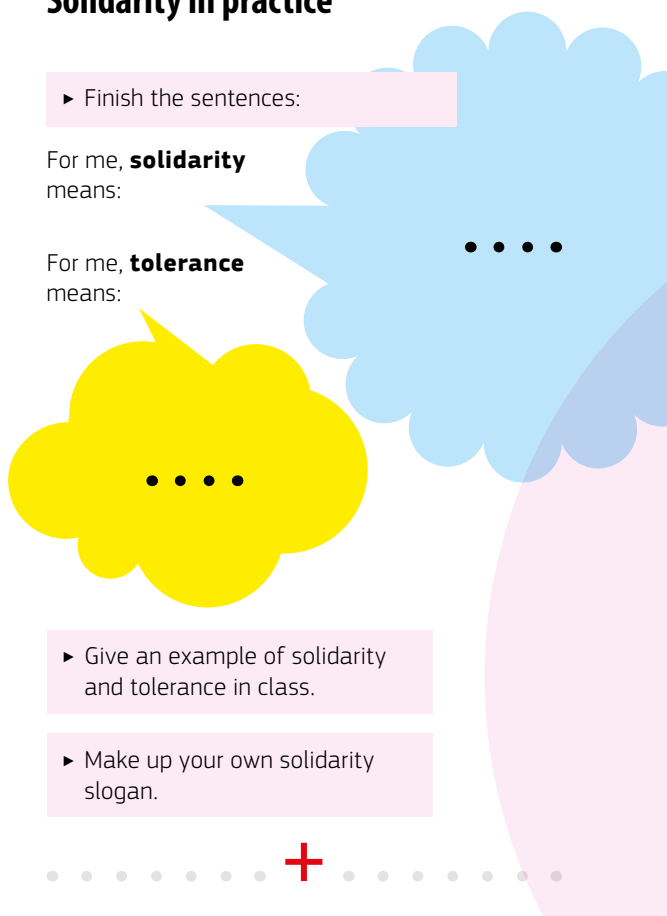 Solidarity in practice
▸ Finish the sentences:
For me, solidarity
means:
. . . .
For me, tolerance
means:
. . . .
▸ Give an example of solidarity
and tolerance in class.
▸ Make up your own solidarity
slogan.
+